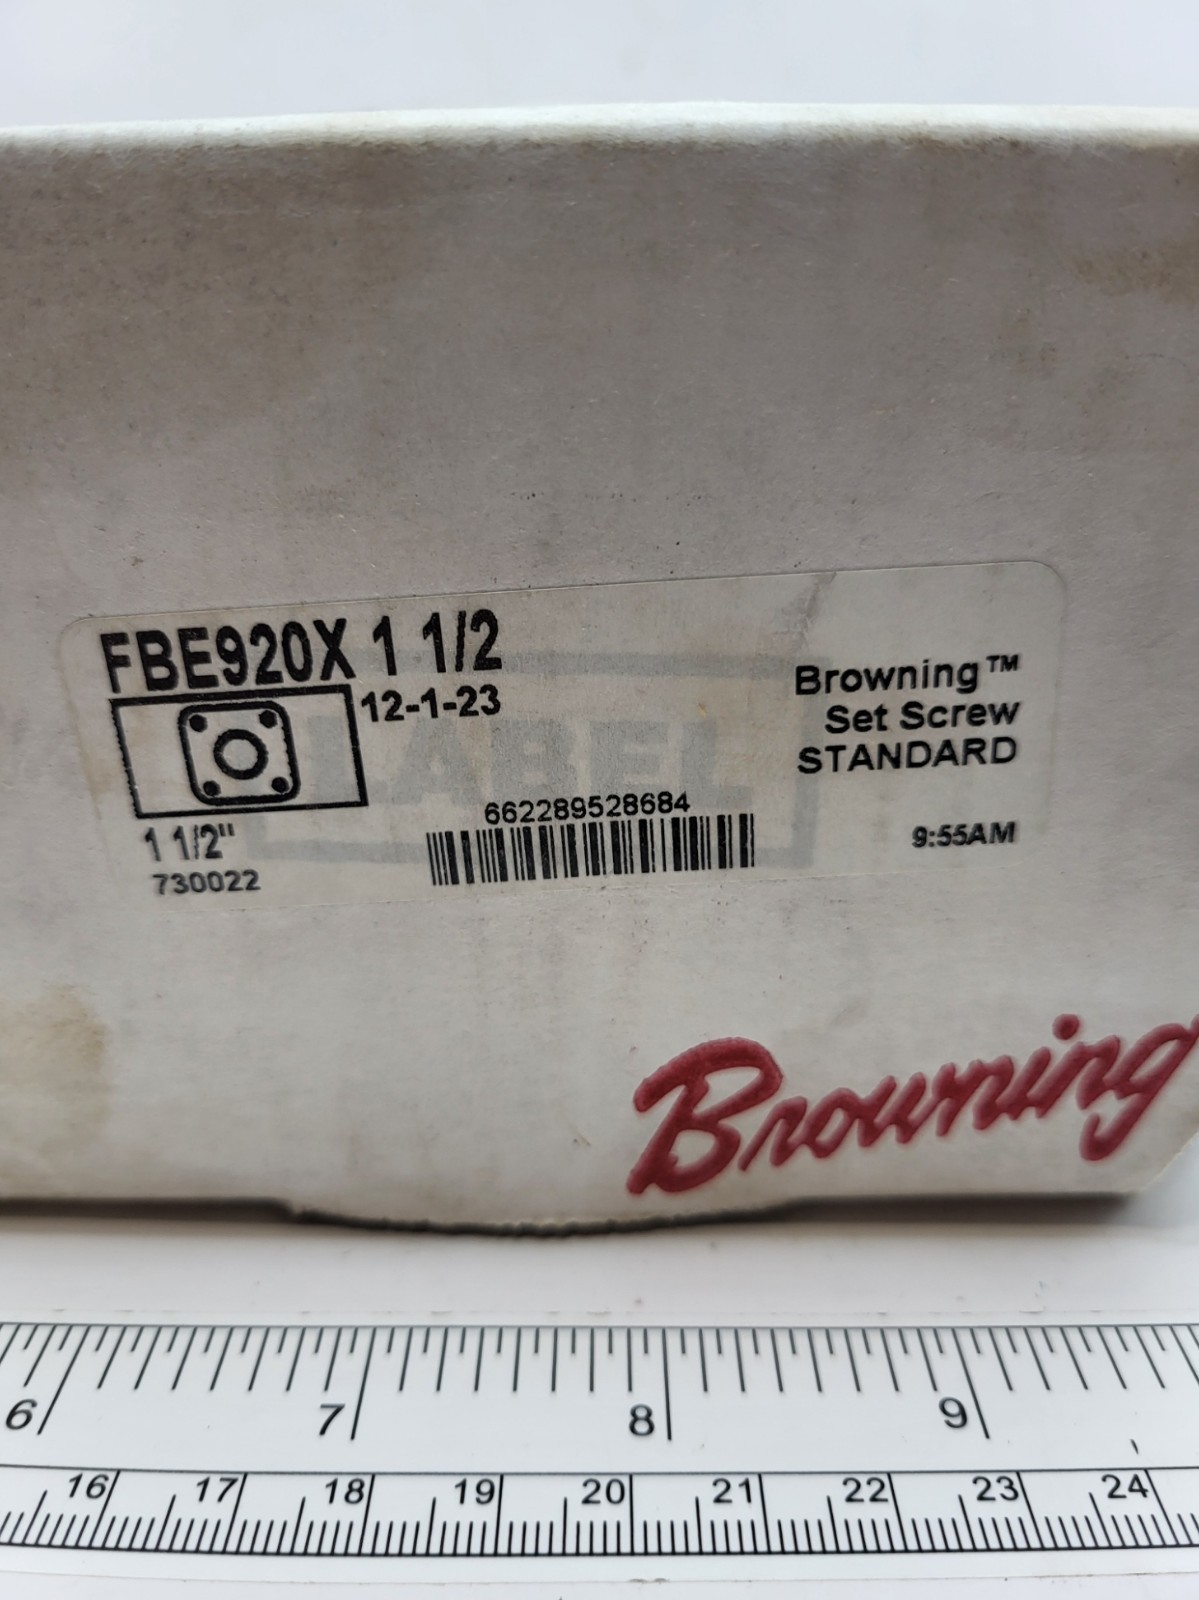 FBE920X 1 1/2
12-1-23
LABEL
1 1/2"
730022
662289528684
Browning™
Set Screw
STANDARD
9:55AM
Browning
6 7 8 9
16 17 18 19 20 21 22 23 24